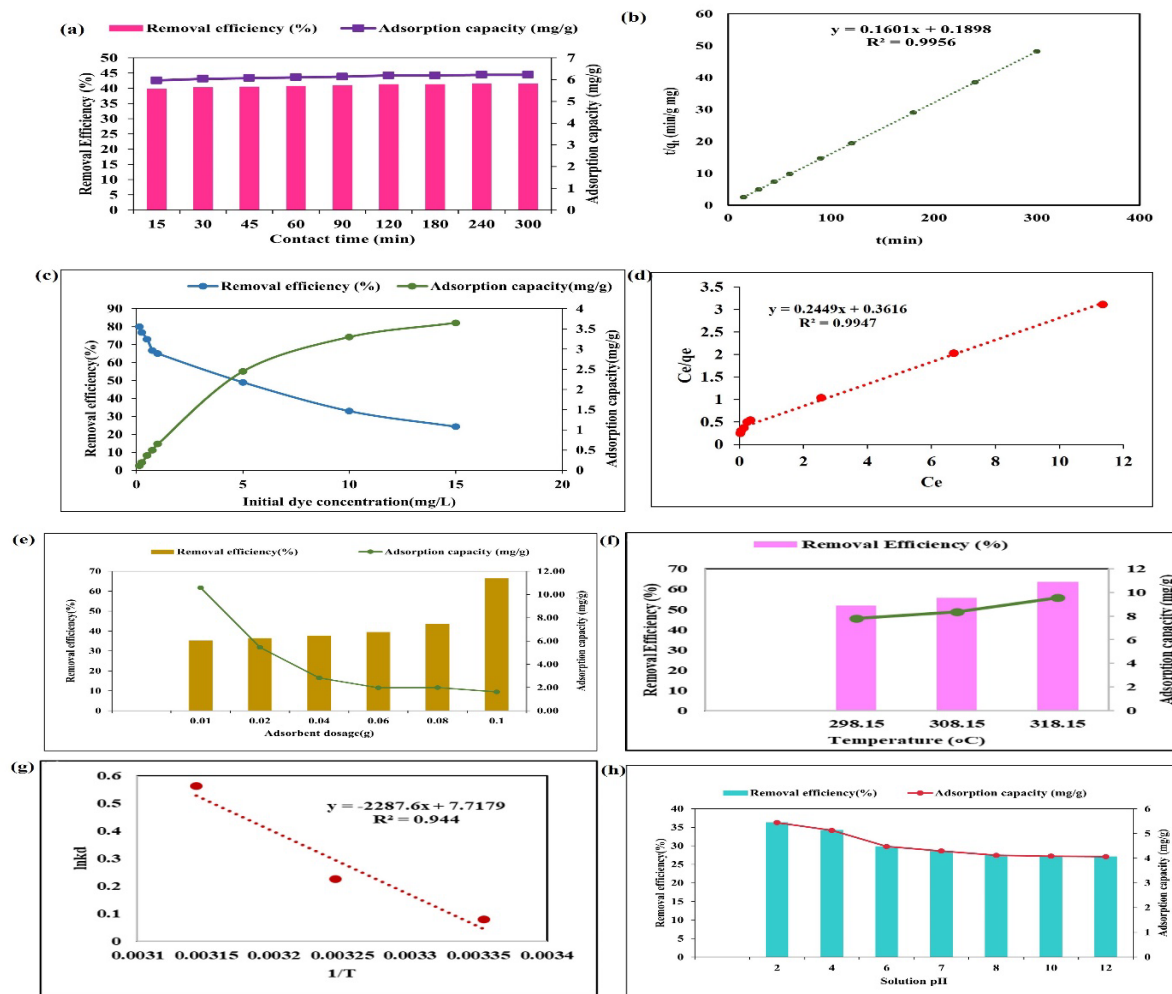 (a)
Removal efficiency (%) Adsorption capacity (mg/g)
Removal Efficiency (%)
50
45
40
35
30
25
20
15
10
5
0
7
6
5
4
3
2
1
0
Adsorption capacity (mg/g)
15 30 45 60 90 120 180 240 300
Contact time (min)
(b)
y = 0.1601x + 0.1898
R² = 0.9956
t/qt (min/g mg)
60
50
40
30
20
10
0
0 100 200 300 400
t(min)
(c)
Removal efficiency (%) Adsorption capacity(mg/g)
Removal efficiency(%)
90
80
70
60
50
40
30
20
10
0
4
3.5
3
2.5
2
1.5
1
0.5
0
Adsorption capacity(mg/g)
0 5 10 15 20
Initial dye concentration(mg/L)
(d)
y = 0.2449x + 0.3616
R² = 0.9947
Ce/qe
3.5
3
2.5
2
1.5
1
0.5
0
0 2 4 6 8 10 12
Ce
(e)
Removal efficiency(%) Adsorption capacity (mg/g)
Removal efficiency(%)
70
60
50
40
30
20
10
0
12.00
10.00
8.00
6.00
4.00
2.00
0.00
Adsorption capacity (mg/g)
0.01 0.02 0.04 0.06 0.08 0.1
Adsorbent dosage(g)
(f)
Removal Efficiency (%)
Removal Efficiency (%)
70
60
50
40
30
20
10
0
12
10
8
6
4
2
0
Adsorption capacity (mg/g)
298.15 308.15 318.15
Temperature (oC)
(g)
y = -2287.6x + 7.7179
R² = 0.944
lnkd
0.6
0.5
0.4
0.3
0.2
0.1
0
0.0031 0.00315 0.0032 0.00325 0.0033 0.00335 0.0034
1/T
(h)
Removal efficiency(%) Adsorption capacity (mg/g)
Removal efficiency(%)
40
35
30
25
20
15
10
5
0
6
5
4
3
2
1
0
Adsorption capacity (mg/g)
2 4 6 7 8 10 12
Solution pH